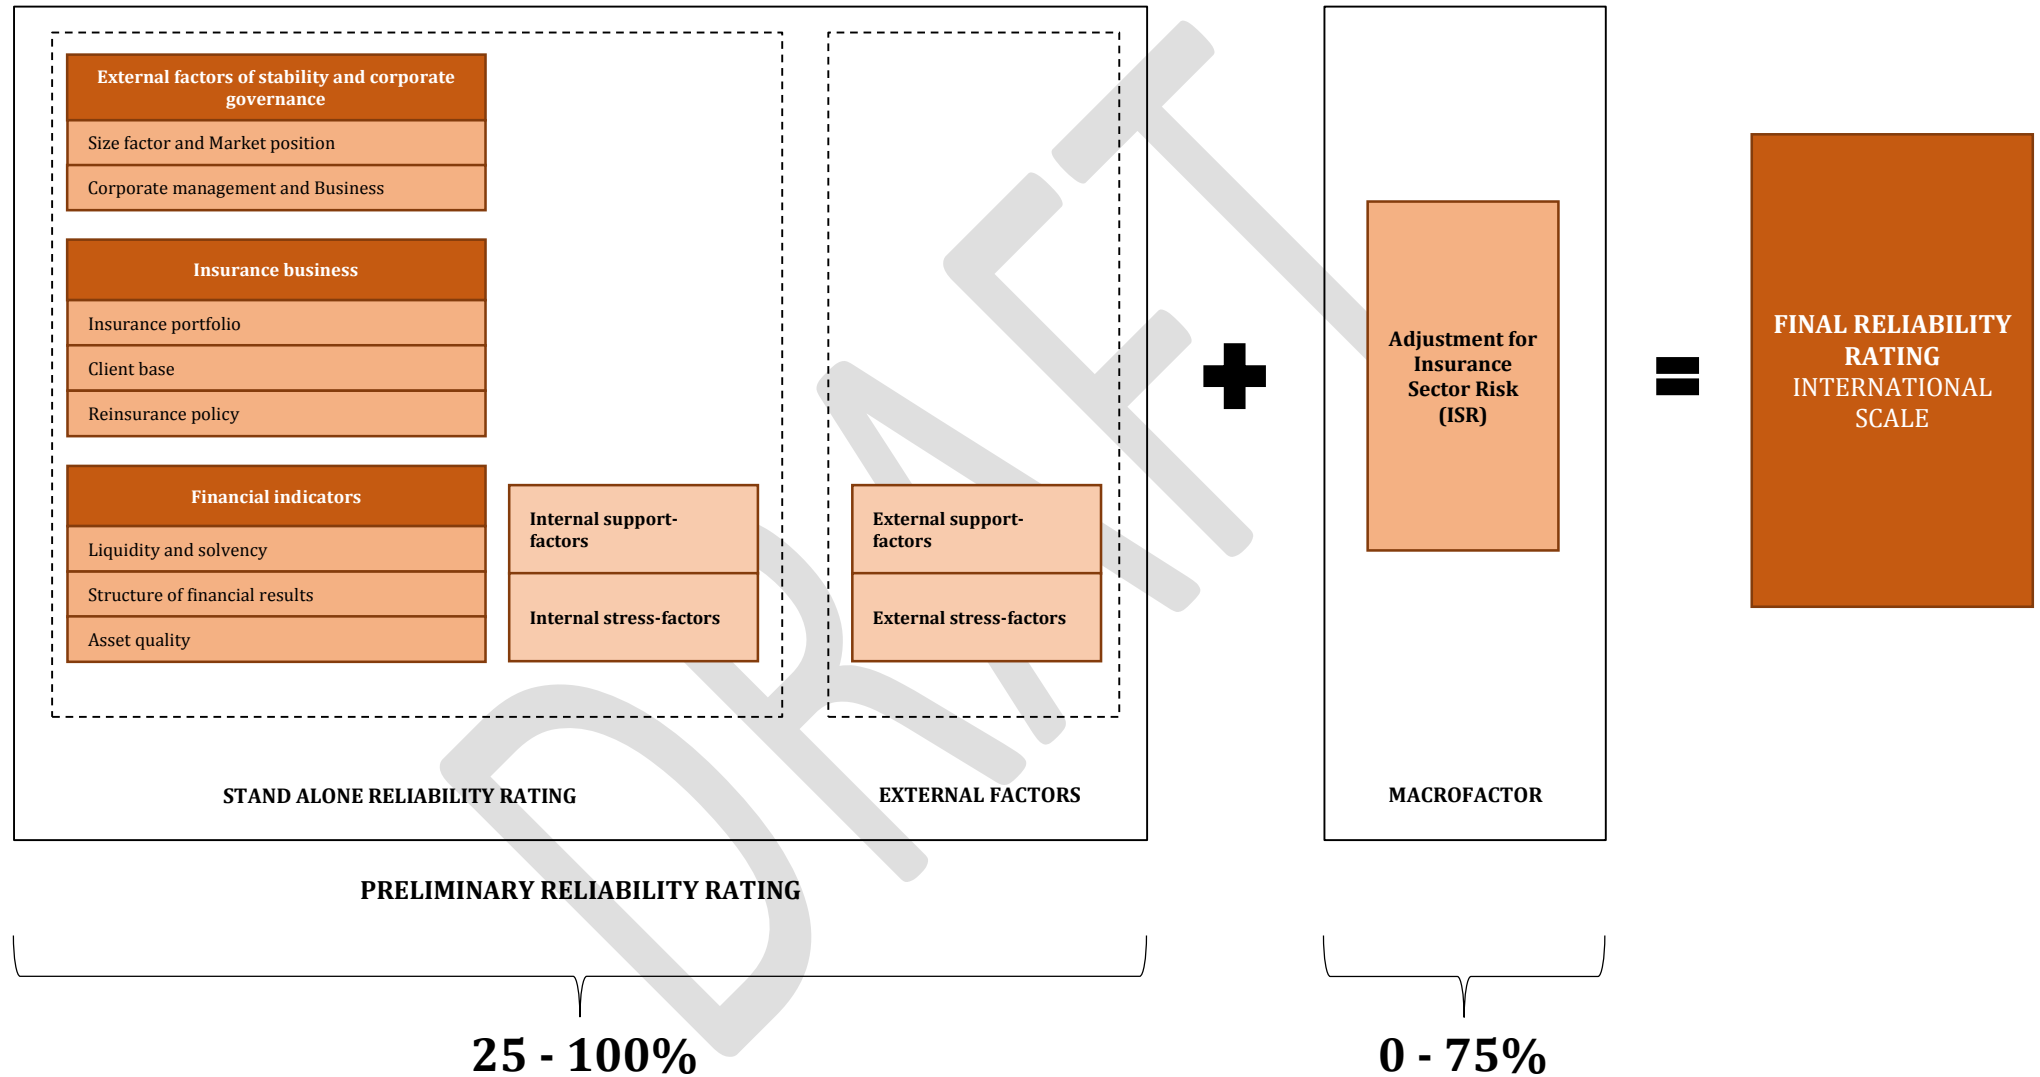 External factors of stability and corporate
governance
Size factor and Market position
Corporate management and Business
Insurance business
Insurance portfolio
Client base
Reinsurance policy
Financial indicators
Liquidity and solvency
Structure of financial results
Asset quality
Internal support-
factors
Internal stress-factors
External support-
factors
External stress-factors
STAND ALONE RELIABILITY RATING
EXTERNAL FACTORS
PRELIMINARY RELIABILITY RATING
25 - 100%
Adjustment for
Insurance
Sector Risk
(ISR)
MACROFACTOR
0 - 75%
FINAL RELIABILITY
RATING
INTERNATIONAL
SCALE
DRAFT